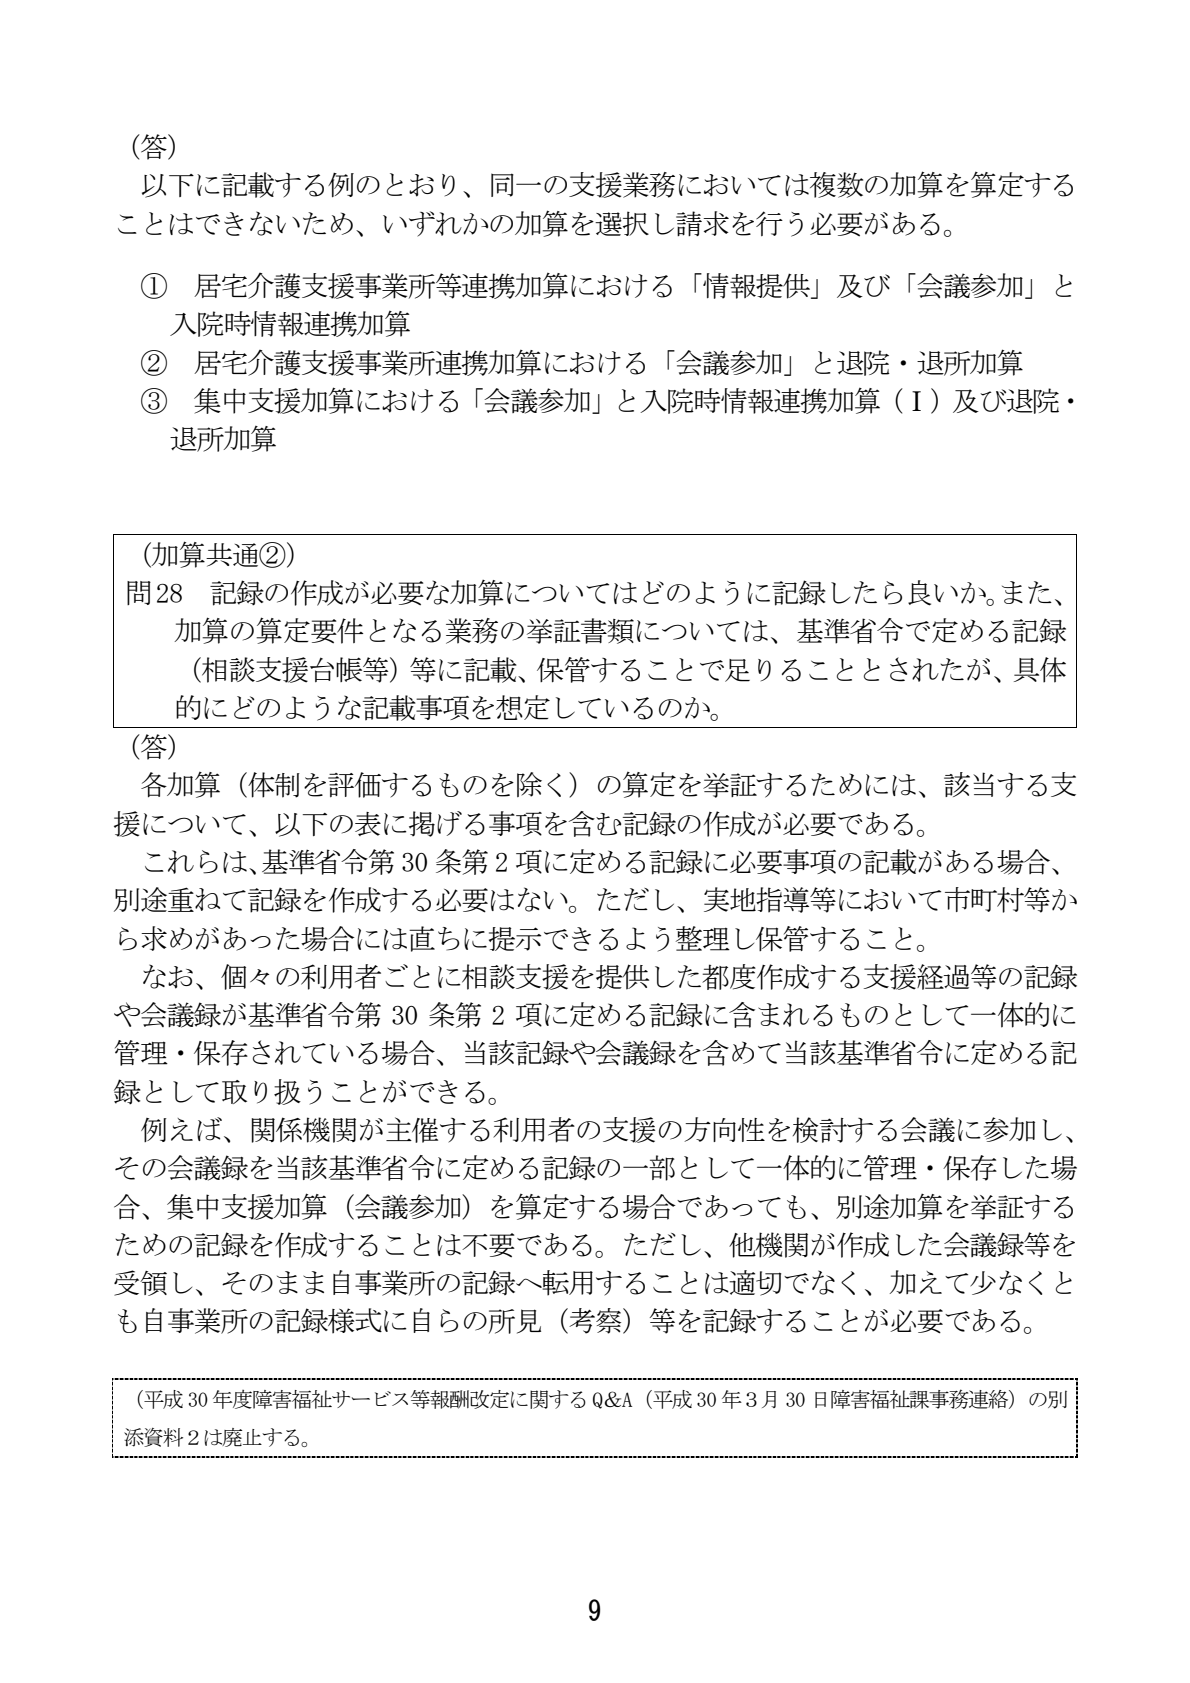 （答）
以下に記載する例のとおり、同一の支援業務においては複数の加算を算定する
ことはできないため、いずれかの加算を選択し請求を行う必要がある。
①　居宅介護支援事業所等連携加算における「情報提供」及び「会議参加」と
入院時情報連携加算
②　居宅介護支援事業所連携加算における「会議参加」と退院・退所加算
③　集中支援加算における「会議参加」と入院時情報連携加算（Ⅰ）及び退院・
退所加算
（加算共通②）
問28　記録の作成が必要な加算についてはどのように記録したら良いか。また、
加算の算定要件となる業務の挙証書類については、基準省令で定める記録
（相談支援台帳等）等に記載、保管することで足りることとされたが、具体
的にどのような記載事項を想定しているのか。
（答）
各加算（体制を評価するものを除く）の算定を挙証するためには、該当する支
援について、以下の表に掲げる事項を含む記録の作成が必要である。
これらは、基準省令第 30 条第２項に定める記録に必要事項の記載がある場合、
別途重ねて記録を作成する必要はない。ただし、実地指導等において市町村等か
ら求めがあった場合には直ちに提示できるよう整理し保管すること。
なお、個々の利用者ごとに相談支援を提供した都度作成する支援経過等の記録
や会議録が基準省令第 30 条第 2 項に定める記録に含まれるものとして一体的に
管理・保存されている場合、当該記録や会議録を含めて当該基準省令に定める記
録として取り扱うことができる。
例えば、関係機関が主催する利用者の支援の方向性を検討する会議に参加し、
その会議録を当該基準省令に定める記録の一部として一体的に管理・保存した場
合、集中支援加算（会議参加）を算定する場合であっても、別途加算を挙証する
ための記録を作成することは不要である。ただし、他機関が作成した会議録等を
受領し、そのまま自事業所の記録へ転用することは適切でなく、加えて少なくと
も自事業所の記録様式に自らの所見（考察）等を記録することが必要である。
（平成 30 年度障害福祉サービス等報酬改定に関する Q&A（平成 30 年３月 30 日障害福祉課事務連絡）の別
添資料２は廃止する。
9